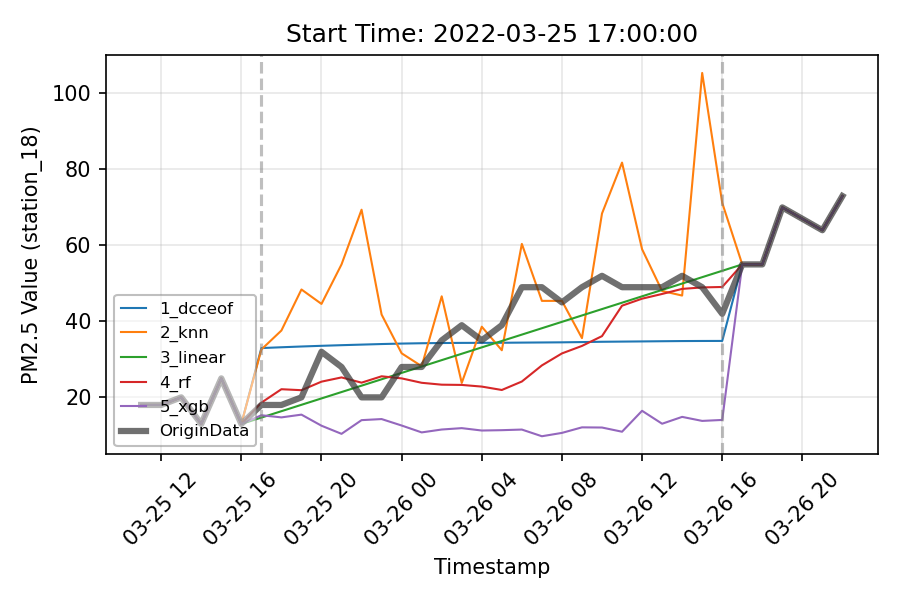 Start Time: 2022-03-25 17:00:00
PM2.5 Value (station_18)
100
80
60
40
20
1_dcceof
2_knn
3_linear
4_rf
5_xgb
OriginData
03-25 12
03-25 16
03-25 20
03-26 00
03-26 04
03-26 08
03-26 12
03-26 16
03-26 20
Timestamp